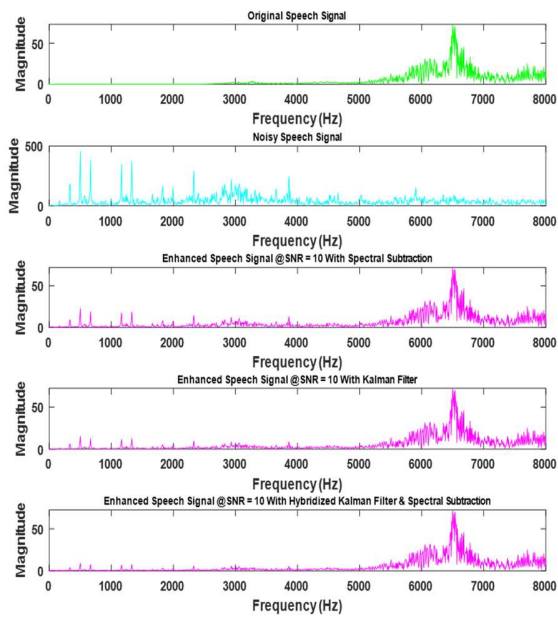 Original Speech Signal
Magnitude
50
0
0 1000 2000 3000 4000 5000 6000 7000 8000
Frequency (Hz)
Noisy Speech Signal
Magnitude
500
0
0 1000 2000 3000 4000 5000 6000 7000 8000
Frequency (Hz)
Enhanced Speech Signal @SNR = 10 With Spectral Subtraction
Magnitude
50
0
0 1000 2000 3000 4000 5000 6000 7000 8000
Frequency (Hz)
Enhanced Speech Signal @SNR = 10 With Kalman Filter
Magnitude
50
0
0 1000 2000 3000 4000 5000 6000 7000 8000
Frequency (Hz)
Enhanced Speech Signal @SNR = 10 With Hybridized Kalman Filter & Spectral Subtraction
Magnitude
50
0
0 1000 2000 3000 4000 5000 6000 7000 8000
Frequency (Hz)